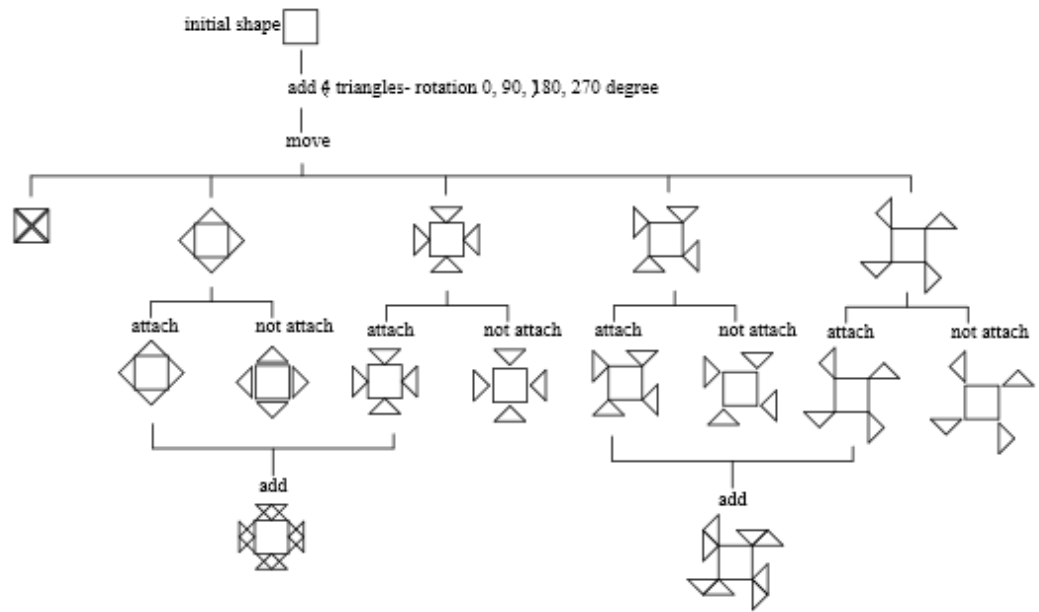 initial shape
add (4 triangles- rotation 0, 90, 180, 270 degree)
move
attach not attach attach not attach attach not attach attach not attach
add add